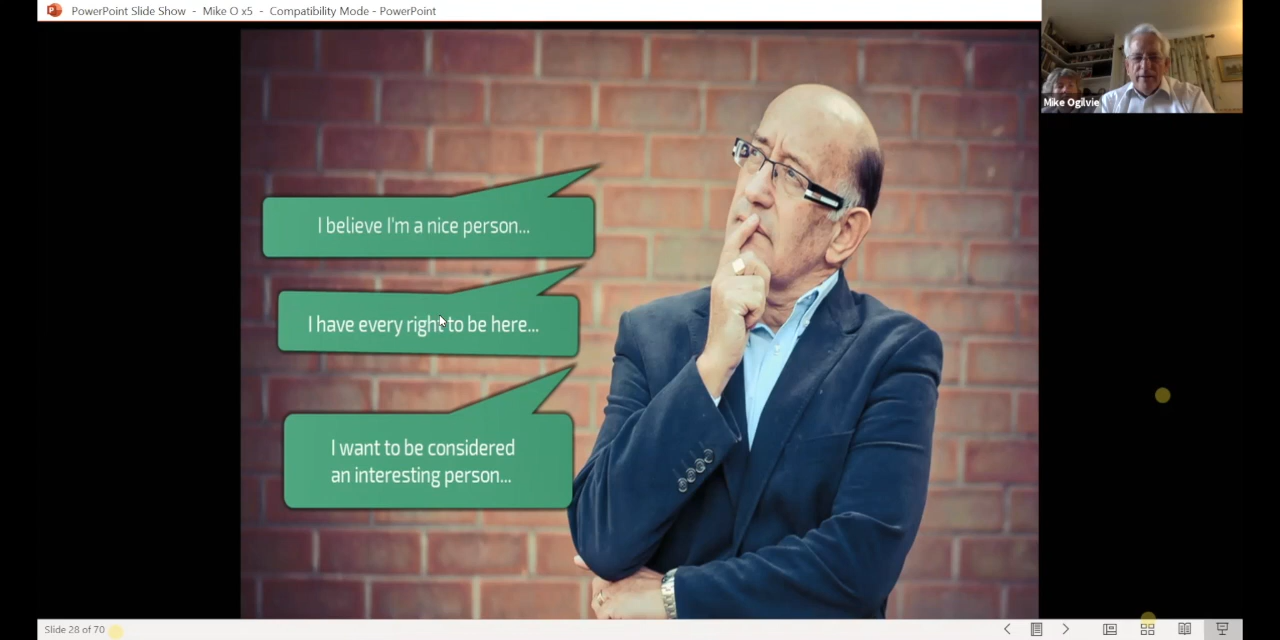 PowerPoint Slide Show - Mike O x5 - Compatibility Mode - PowerPoint
Mike Ogilvie
I believe I'm a nice person...
I have every right to be here...
I want to be considered
an interesting person...
Slide 28 of 70